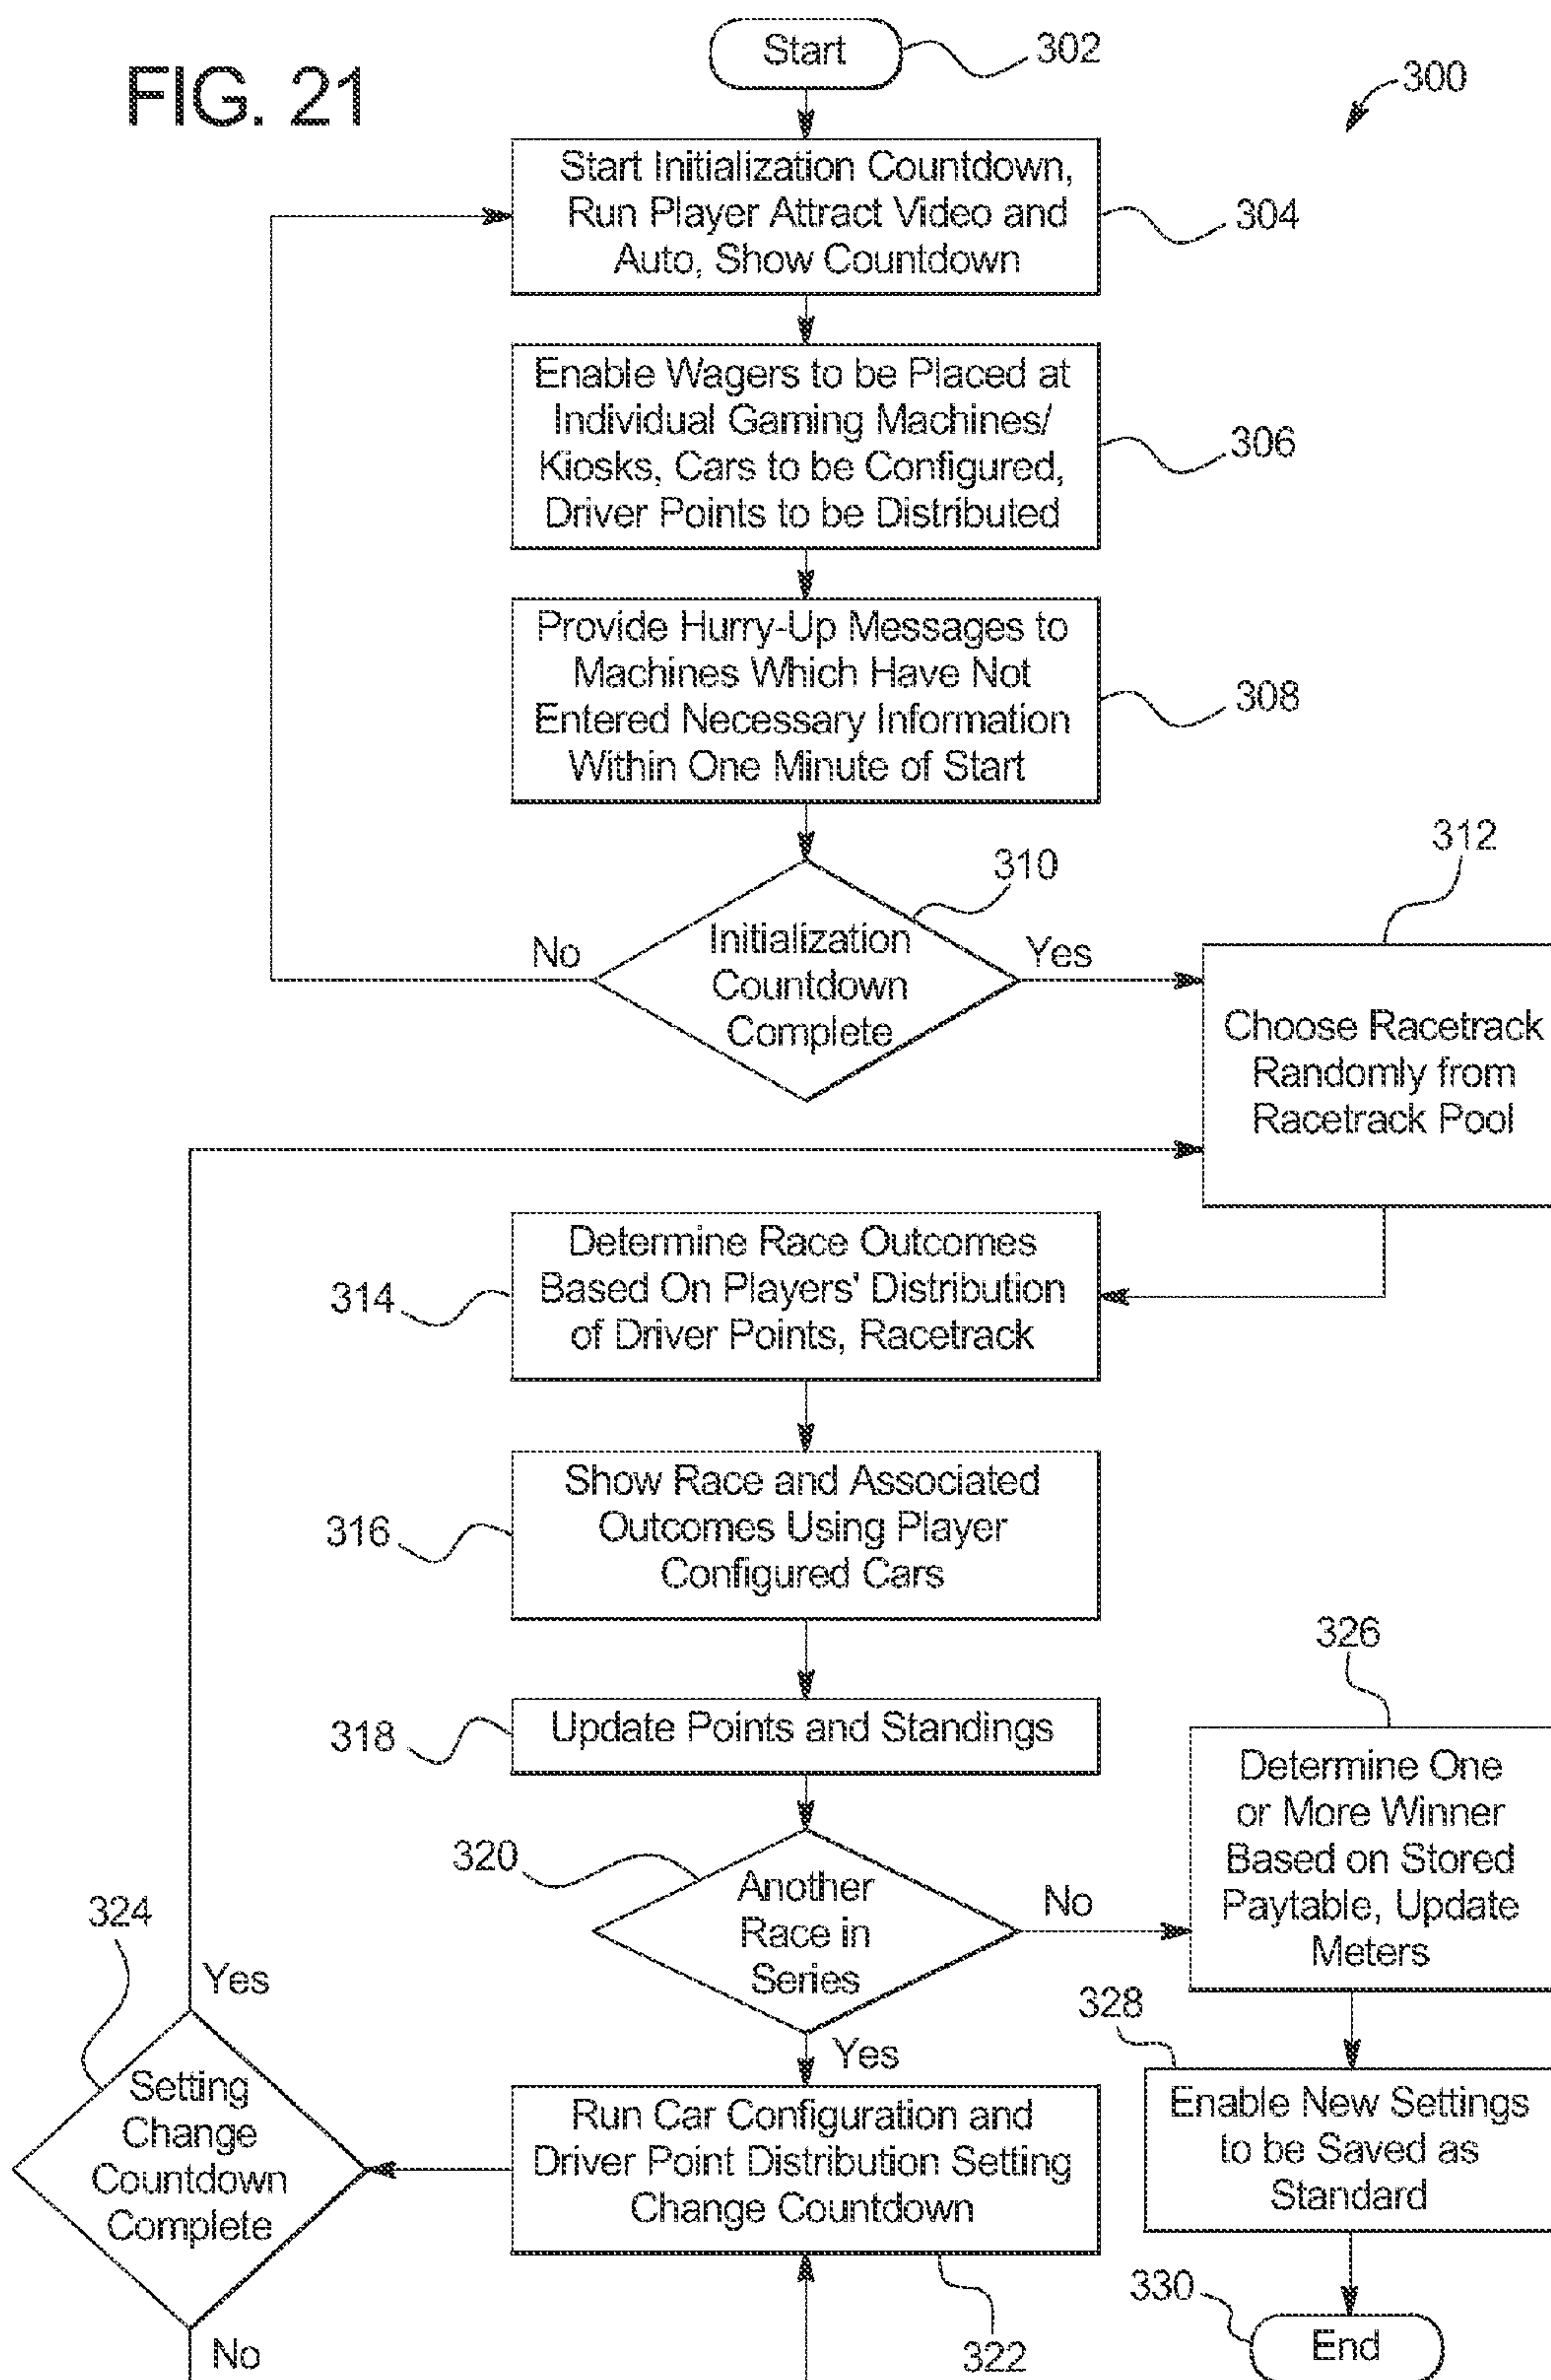 FIG. 21
Start
302
300
Start Initialization Countdown,
Run Player Attract Video and
Auto, Show Countdown
304
Enable Wagers to be Placed at
Individual Gaming Machines/
Kiosks, Cars to be Configured,
Driver Points to be Distributed
306
Provide Hurry-Up Messages to
Machines Which Have Not
Entered Necessary Information
Within One Minute of Start
308
310
312
No
Initialization
Countdown
Complete
Yes
Choose Racetrack
Randomly from
Racetrack Pool
314
Determine Race Outcomes
Based On Players' Distribution
of Driver Points, Racetrack
316
Show Race and Associated
Outcomes Using Player
Configured Cars
318
Update Points and Standings
326
Determine One
or More Winner
Based on Stored
Paytable, Update
Meters
320
Another
Race in
Series
No
Yes
324
Yes
Setting
Change
Countdown
Complete
No
Run Car Configuration and
Driver Point Distribution Setting
Change Countdown
322
328
Enable New Settings
to be Saved as
Standard
330
End